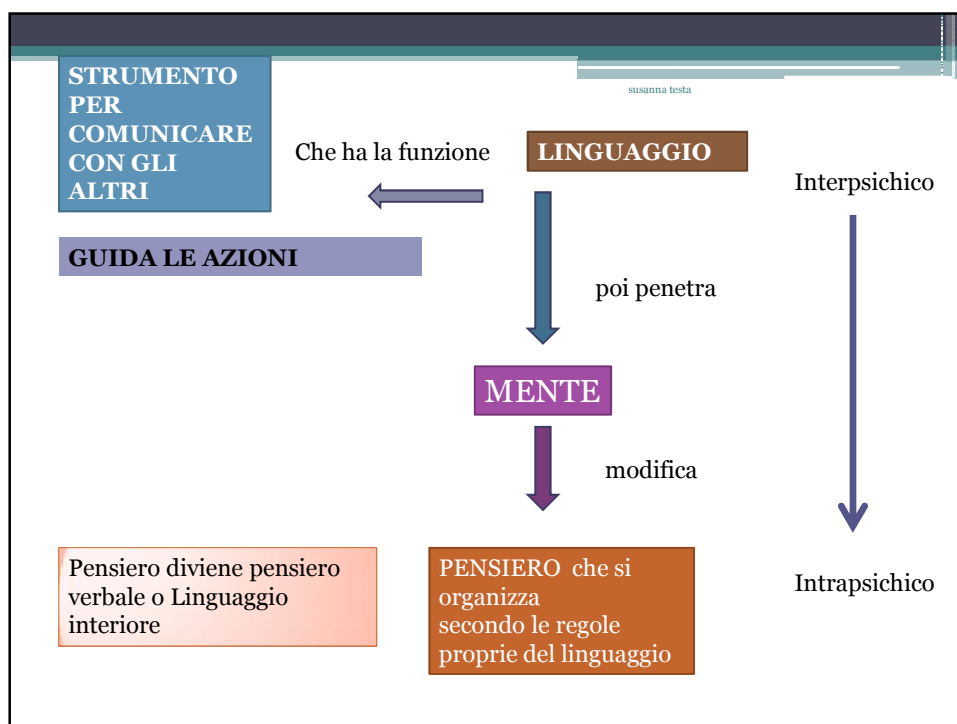 susanna testa
STRUMENTO
PER
COMUNICARE
CON GLI
ALTRI
Che ha la funzione
LINGUAGGIO
Interpsichico
GUIDA LE AZIONI
poi penetra
MENTE
modifica
Pensiero diviene pensiero
verbale o Linguaggio
interiore
PENSIERO che si
organizza
secondo le regole
proprie del linguaggio
Intrapsichico